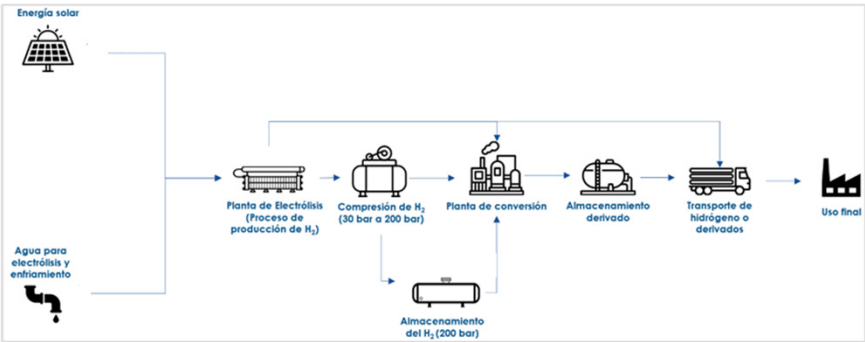 Energía solar
Planta de Electrólisis
(Proceso de
producción de H₂)
Compresión de H₂
(30 bar a 200 bar)
Planta de conversión
Almacenamiento
derivado
Transporte de
hidrógeno o
derivados
Uso final
Agua para
electrólisis y
enfriamiento
Almacenamiento
del H₂ (200 bar)